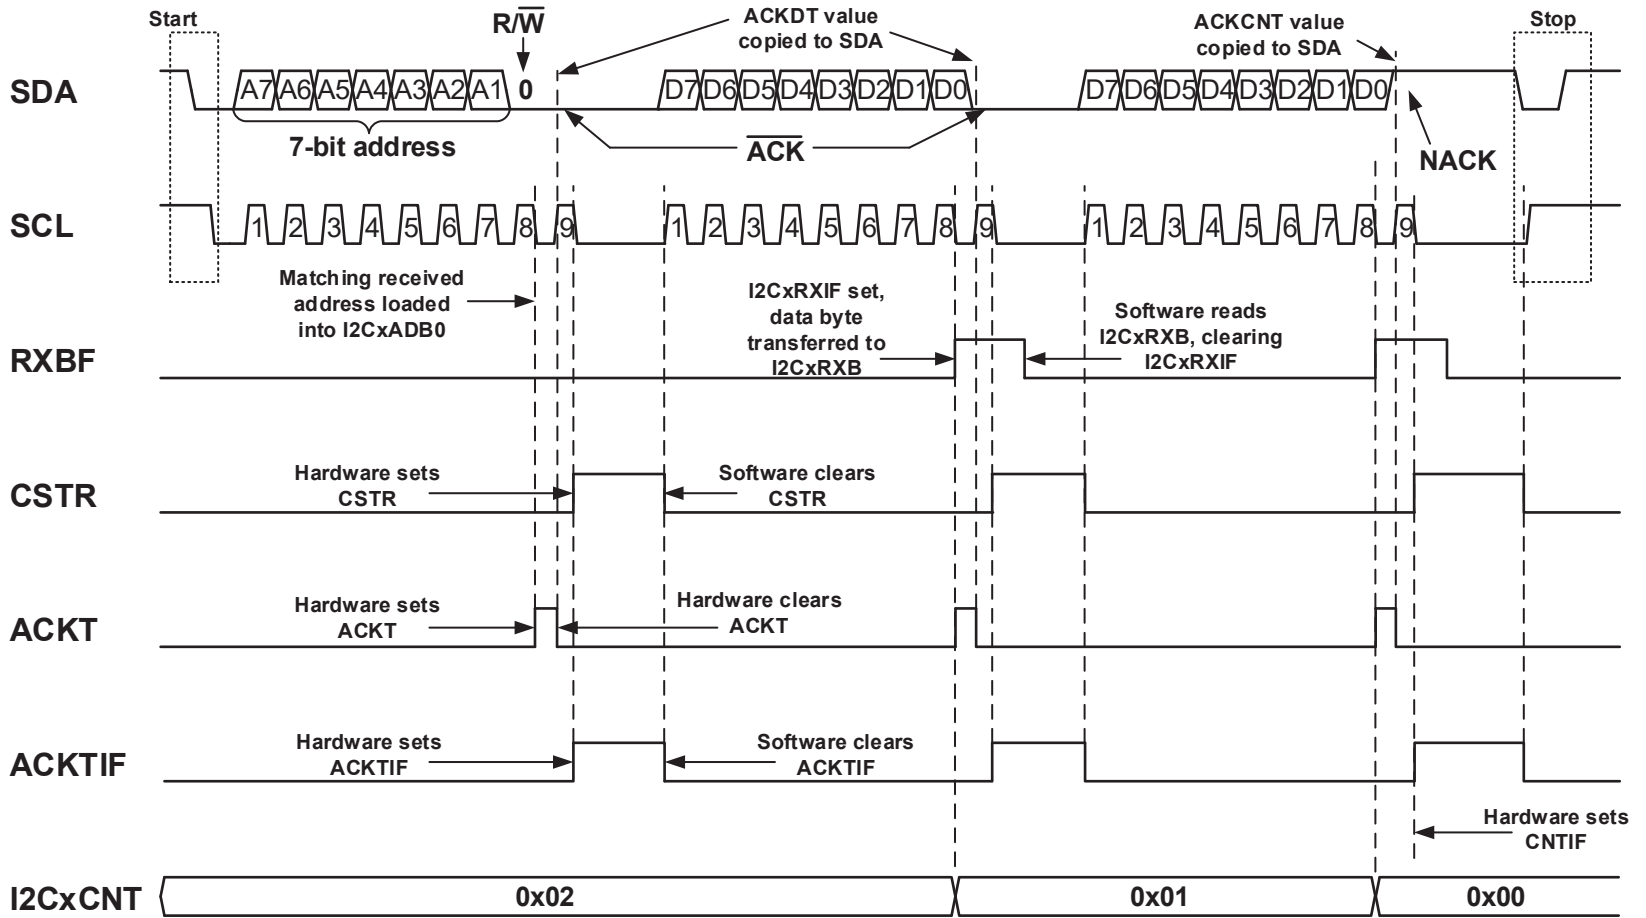 Start
R/W
ACKDT value
copied to SDA
ACKCNT value
copied to SDA
Stop
SDA
A7 A6 A5 A4 A3 A2 A1 0
D7 D6 D5 D4 D3 D2 D1 D0
D7 D6 D5 D4 D3 D2 D1 D0
7-bit address
ACK
NACK
SCL
1 2 3 4 5 6 7 8 9
1 2 3 4 5 6 7 8 9
1 2 3 4 5 6 7 8 9
Matching received
address loaded
into I2CxADB0
I2CxRXIF set,
data byte
transferred to
I2CxRXB
Software reads
I2CxRXB, clearing
I2CxRXIF
RXBF
Hardware sets
CSTR
Software clears
CSTR
CSTR
Hardware sets
ACKT
Hardware clears
ACKT
ACKT
Hardware sets
ACKTIF
Software clears
ACKTIF
ACKTIF
Hardware sets
CNTIF
I2CxCNT
0x02
0x01
0x00